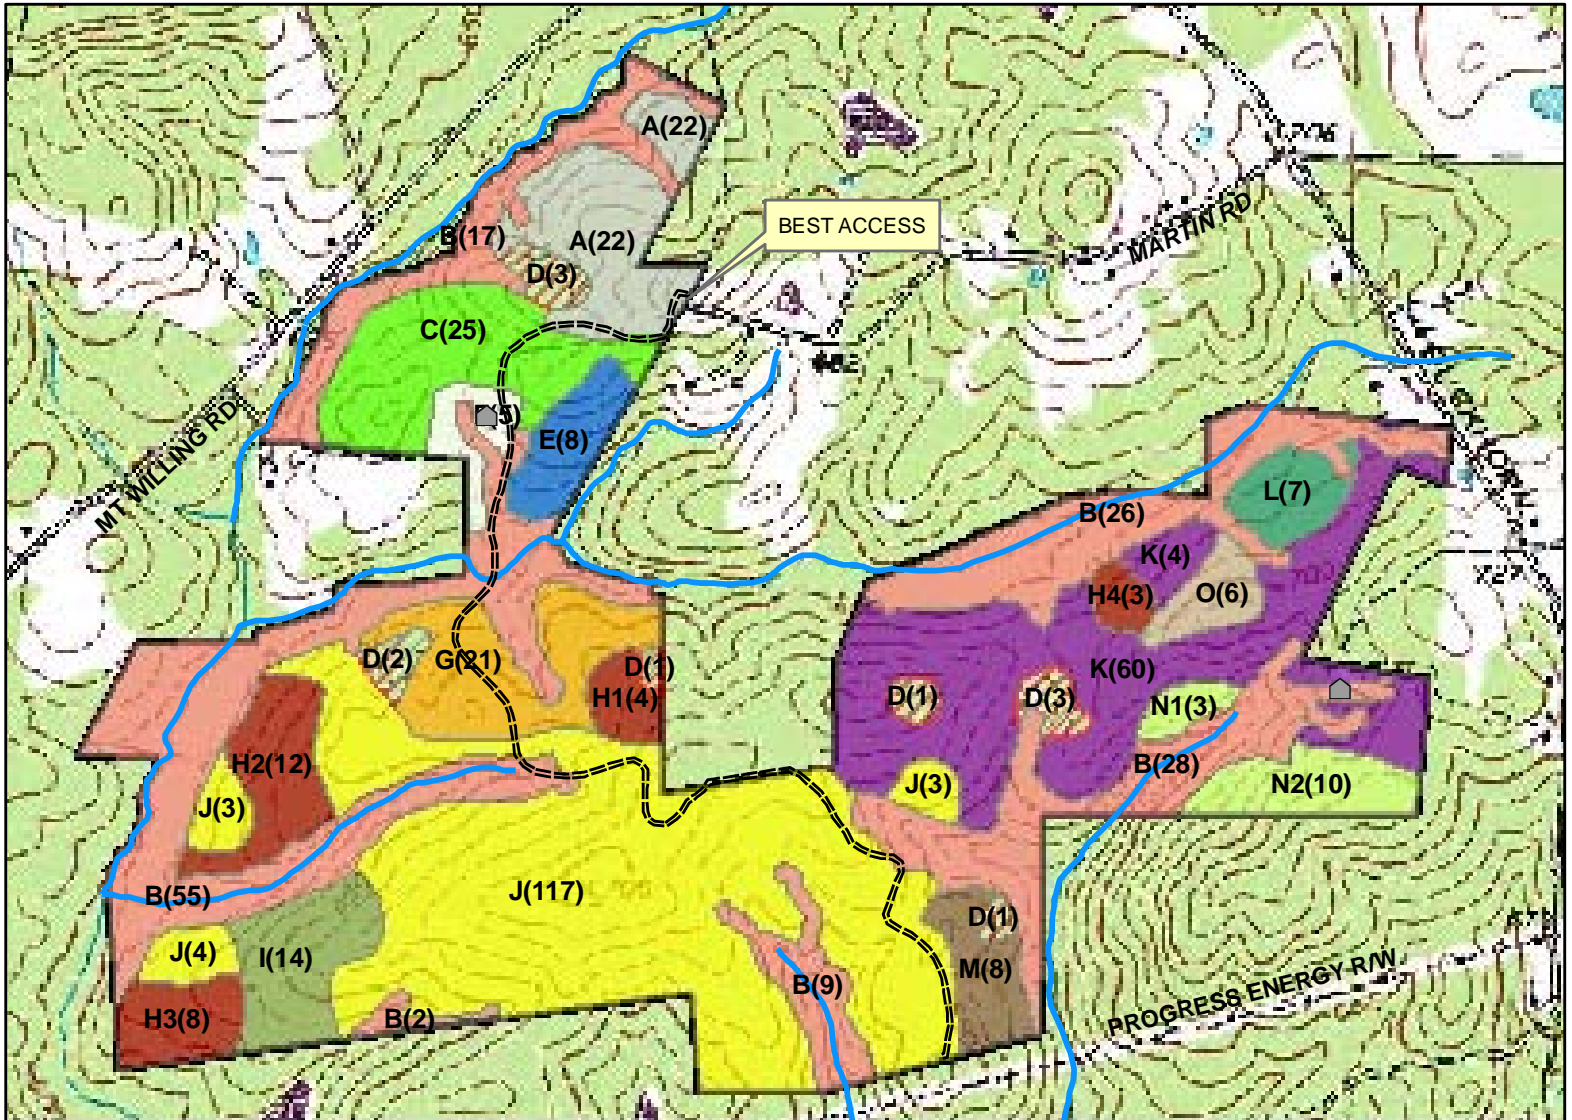 A(22)
BEST ACCESS
MARTIN RD
B(17)
A(22)
D(3)
C(25)
E(8)
MT WILLING RD
L(7)
B(26)
K(4)
H4(3)
O(6)
D(2)
G(21)
D(1)
H1(4)
K(60)
D(1)
D(3)
N1(3)
H2(12)
B(28)
J(3)
N2(10)
J(3)
B(55)
J(117)
D(1)
J(4)
I(14)
M(8)
B(9)
H3(8)
B(2)
PROGRESS ENERGY R/W